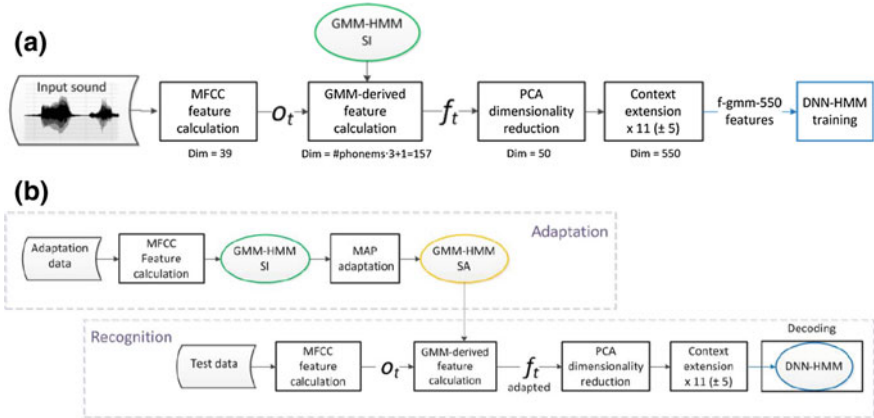 (a)
GMM-HMM
SI
Input sound
MFCC
feature
calculation
Dim = 39
o_t
GMM-derived
feature
calculation
Dim = #phonems·3+1=157
f_t
PCA
dimensionality
reduction
Dim = 50
Context
extension
x 11 (± 5)
Dim = 550
f-gmm-550
features
DNN-HMM
training
(b)
Adaptation
Adaptation
data
MFCC
Feature
calculation
GMM-HMM
SI
MAP
adaptation
GMM-HMM
SA
Recognition
Test data
MFCC
feature
calculation
o_t
GMM-derived
feature
calculation
f_t
adapted
PCA
dimensionality
reduction
Context
extension
x 11 (± 5)
Decoding
DNN-HMM